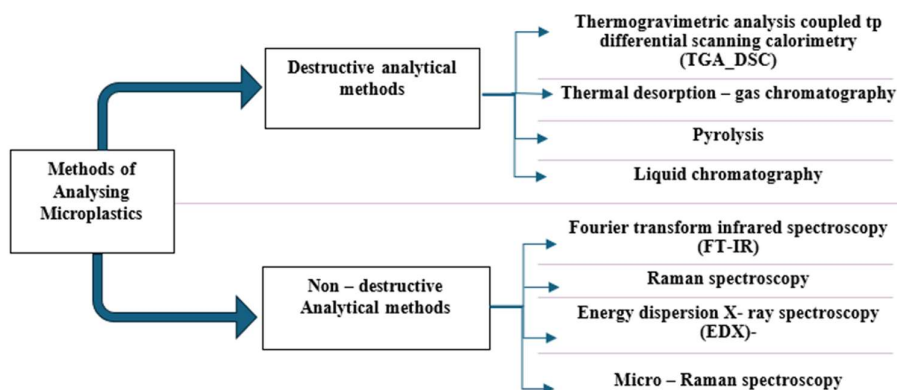 Methods of
Analysing
Microplastics
Destructive analytical
methods
Thermogravimetric analysis coupled tp
differential scanning calorimetry
(TGA_DSC)
Thermal desorption – gas chromatography
Pyrolysis
Liquid chromatography
Non – destructive
Analytical methods
Fourier transform infrared spectroscopy
(FT-IR)
Raman spectroscopy
Energy dispersion X- ray spectroscopy
(EDX)-
Micro – Raman spectroscopy